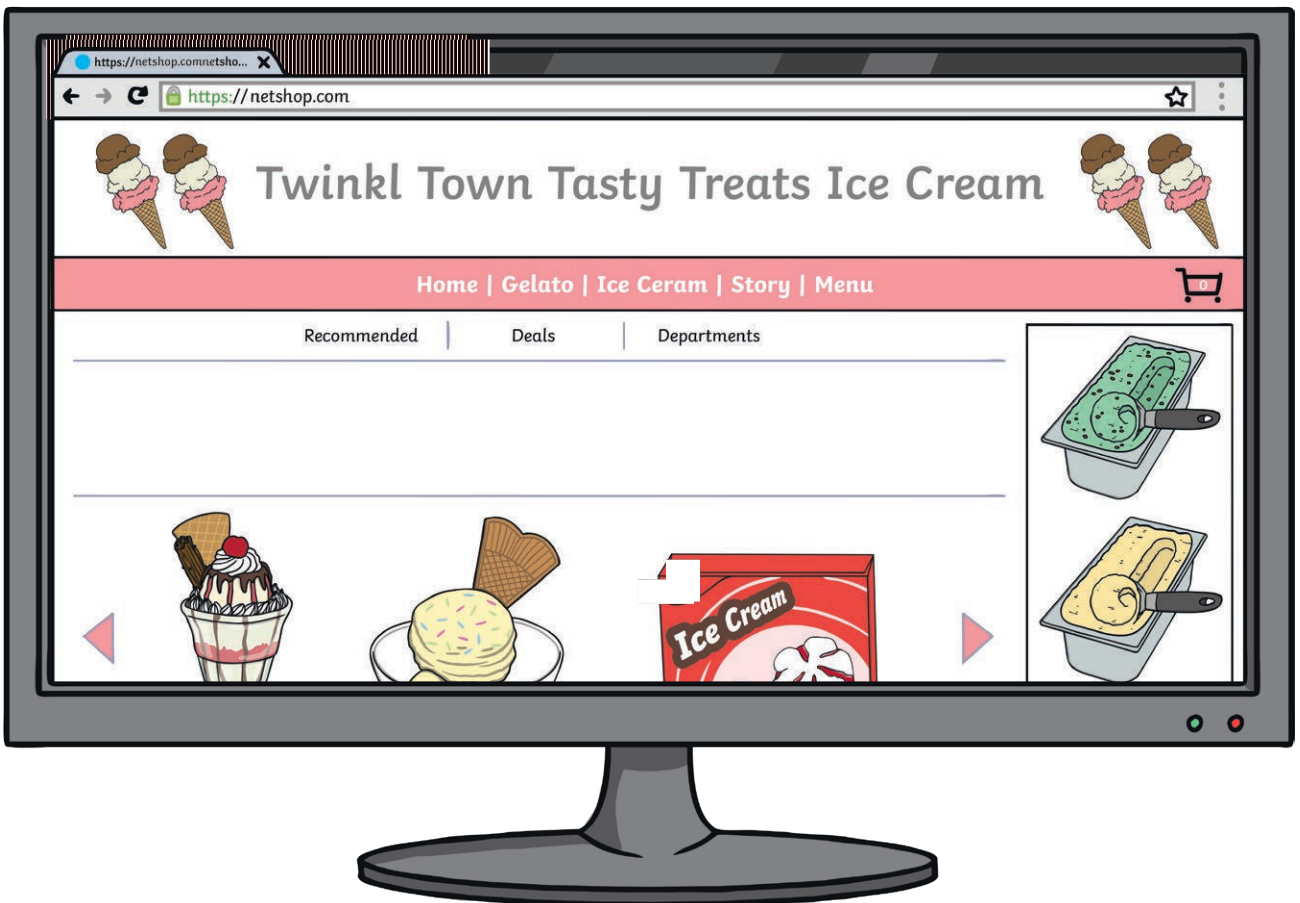 https://netshop.comnetsho...
https://netshop.com
Twinkl Town Tasty Treats Ice Cream
Home | Gelato | Ice Ceram | Story | Menu
0
Recommended | Deals | Departments
Ice Cream